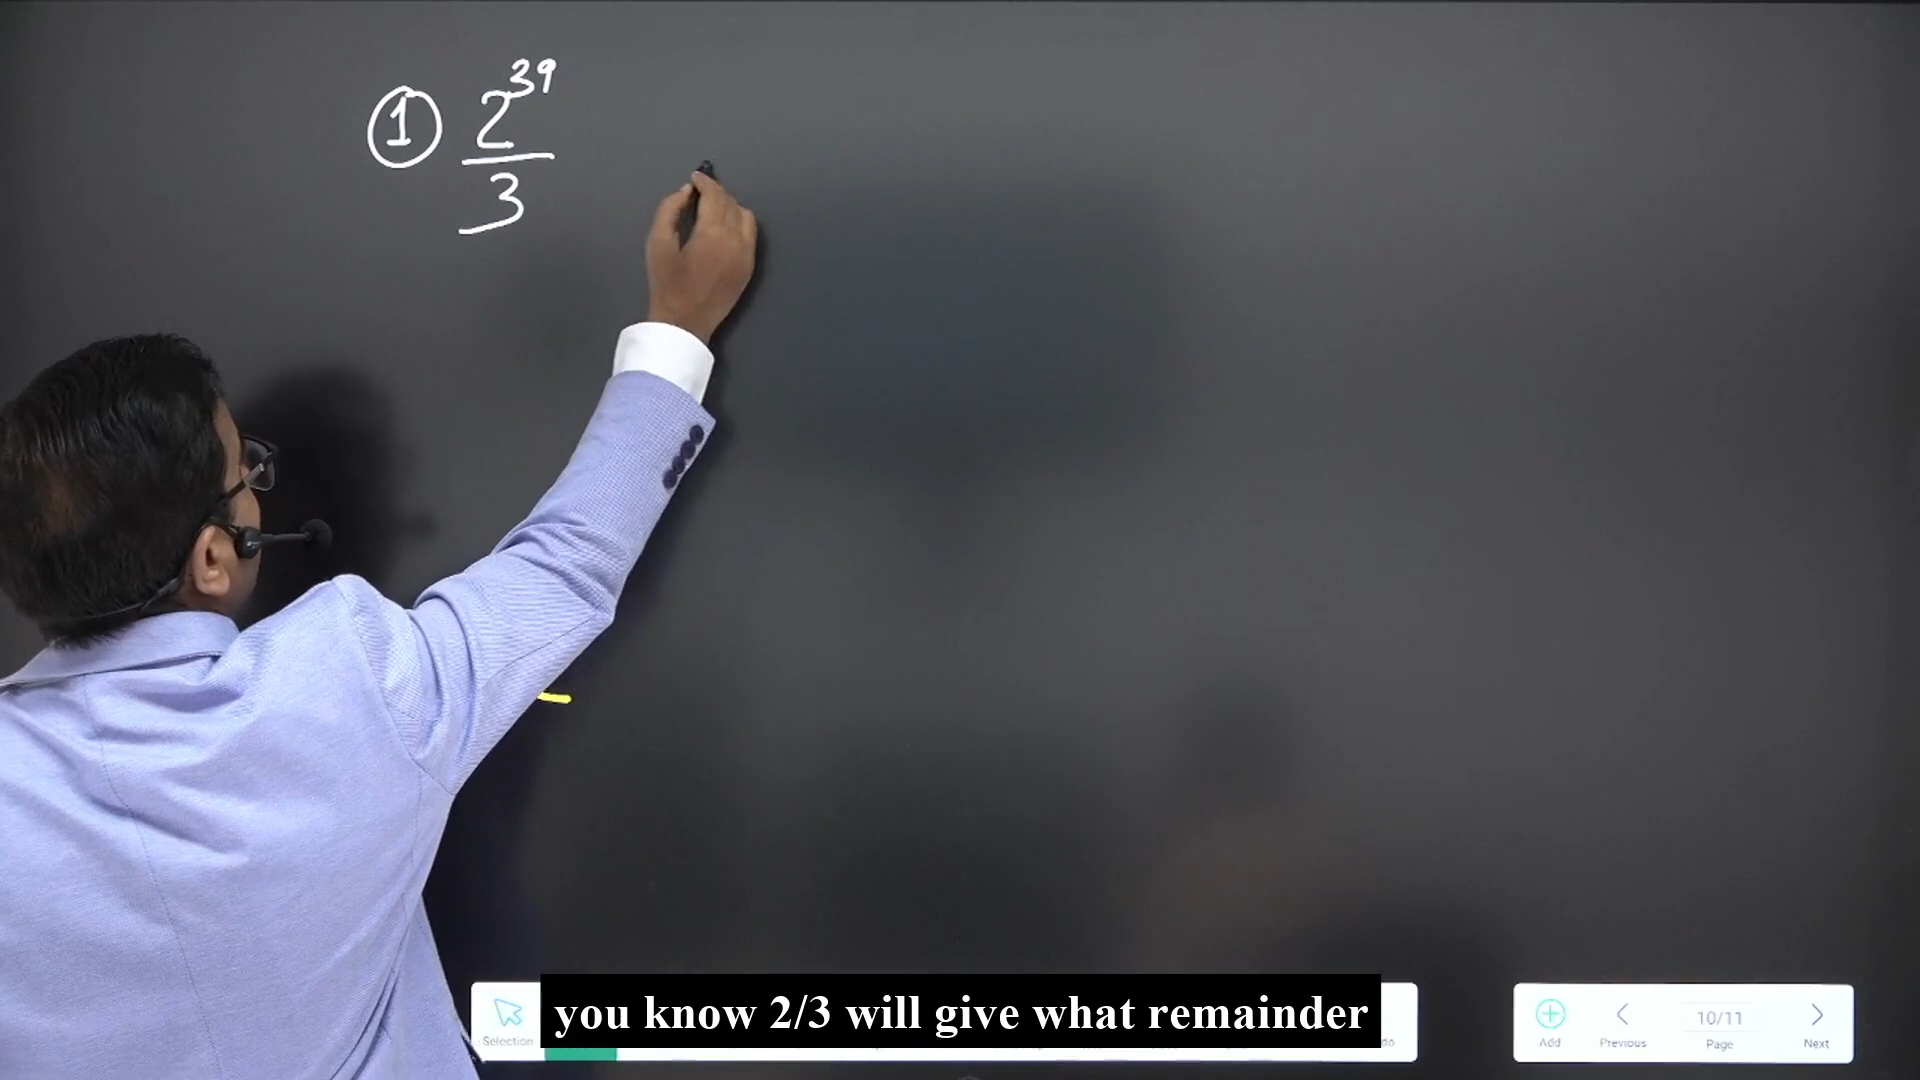 ① 2^39
3
you know 2/3 will give what remainder
Selection
do
Add
Previous
10/11
Page
Next